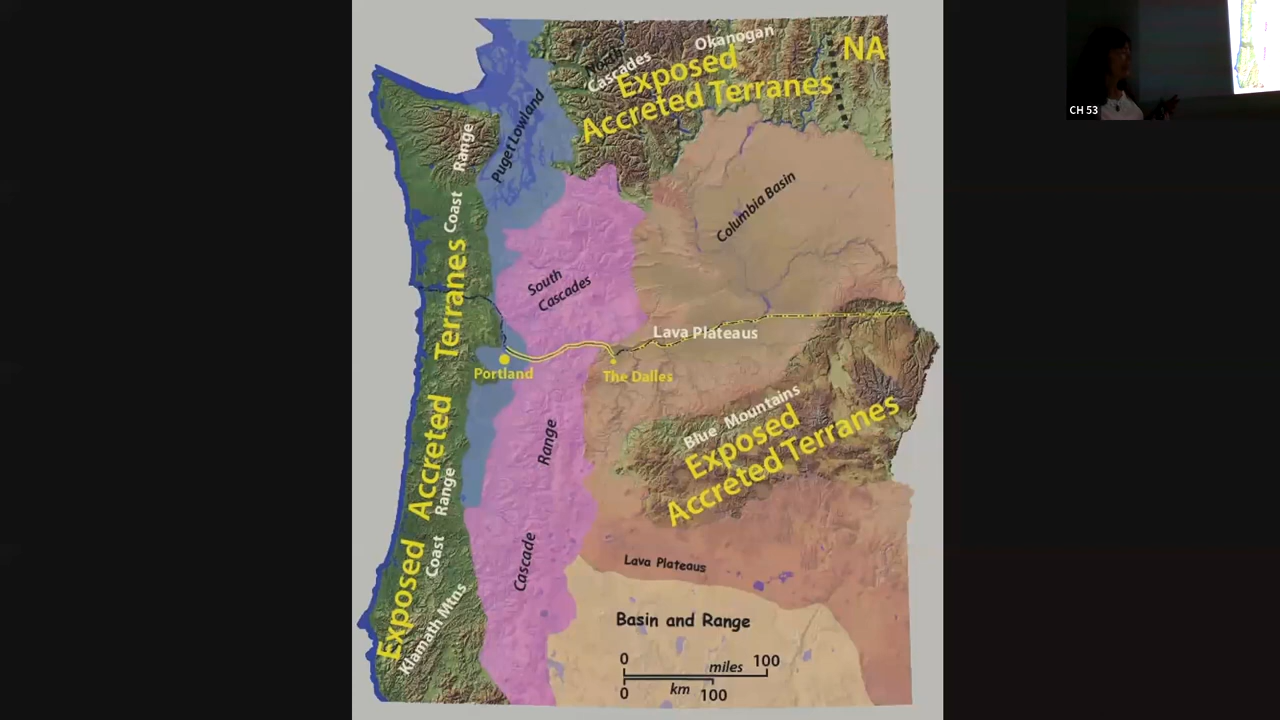 Okanogan
NA
North
Cascades
Exposed
Accreted Terranes
CH 53
Puget Lowland
Range
Coast
Columbia Basin
South
Cascades
Exposed Accreted Terranes
Lava Plateaus
Portland
The Dalles
Blue Mountains
Exposed
Accreted Terranes
Range
Cascade
Range
Coast
Klamath Mtns
Lava Plateaus
Basin and Range
0 100
miles
km
0 100